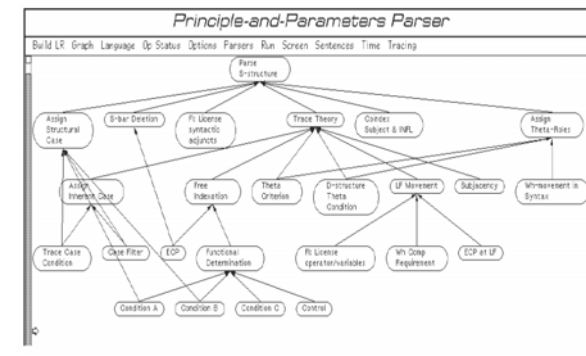 Principle-and-Parameters Parser
Build LR Graph Language Op Status Options Parsers Run Screen Sentences Time Tracing
Parse
S-structure
Assign
Structural
Case
S-bar Deletion
FI: License
syntactic
adjuncts
Trace Theory
Coindex
Subject & INFL
Assign
Theta-Roles
Assign
Inherent Case
Free
Indexation
Theta
Criterion
D-structure
Theta
Condition
LF Movement
Subjacency
Wh-movement in
Syntax
Trace Case
Condition
Case Filter
ECP
Functional
Determination
FI: License
operator/variables
Wh Comp
Requirement
ECP at LF
Condition A
Condition B
Condition C
Control